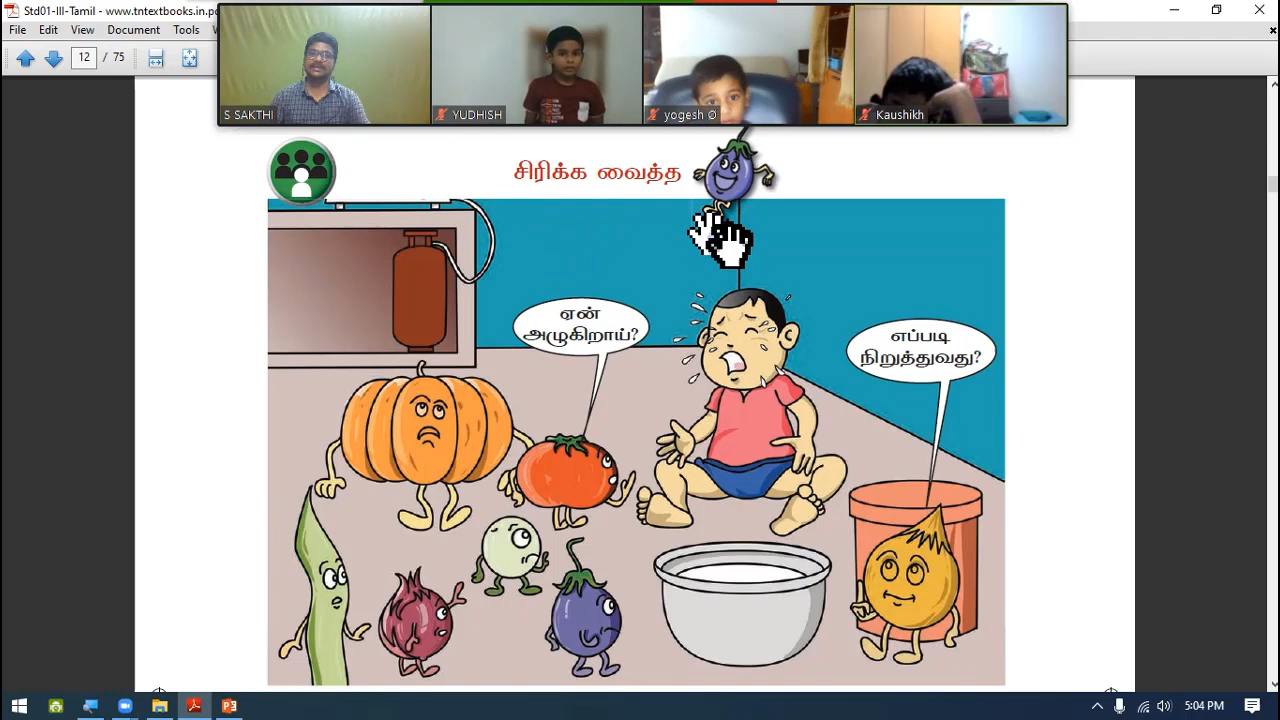 Std01-III-Tamil - www.tntextbooks.in.p
File Edit View Document Tools
12 / 75
S SAKTHI
YUDHISH
yogesh
Kaushikh
சிரிக்க வைத்த
ஏன்
அழுகிறாய்?
எப்படி
நிறுத்துவது?
5:04 PM